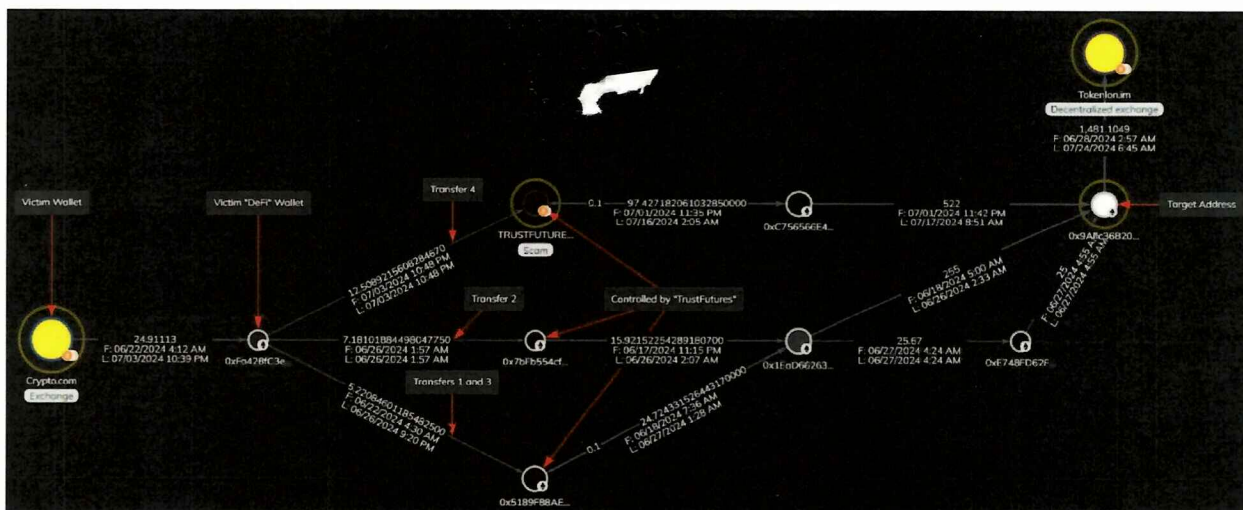 Tokenlon.im
Decentralized exchange
1,481.1049
F: 06/28/2024 2:57 AM
L: 07/24/2024 6:45 AM
Victim Wallet
Victim "DeFi" Wallet
Transfer 4
TRUSTFUTURE...
Scam
0.1
97.427182061032850000
F: 07/01/2024 11:35 PM
L: 07/16/2024 2:05 AM
0xC756566E4...
522
F: 07/01/2024 11:42 PM
L: 07/17/2024 8:51 AM
0x9Affc36B20...
Target Address
12.5089215608284670
F: 07/03/2024 10:48 PM
L: 07/03/2024 10:48 PM
Transfer 2
Controlled by "TrustFutures"
255
F: 06/18/2024 5:00 AM
L: 06/26/2024 2:33 AM
25
F: 06/27/2024 4:55 AM
L: 06/27/2024 4:55 AM
Crypto.com
Exchange
24.91113
F: 06/22/2024 4:12 AM
L: 07/03/2024 10:39 PM
0xFb42BfC3e...
7.18101884498047750
F: 06/26/2024 1:57 AM
L: 06/26/2024 1:57 AM
0x7bFb554cf...
15.92152254289180700
F: 06/17/2024 11:15 PM
L: 06/26/2024 2:07 AM
0x1EaD66263...
25.67
F: 06/27/2024 4:24 AM
L: 06/27/2024 4:24 AM
0xE748FD62F...
Transfers 1 and 3
5.22084601185482500
F: 06/22/2024 4:30 AM
L: 06/26/2024 9:20 PM
0.1
24.724331526443170000
F: 06/18/2024 7:36 AM
L: 06/27/2024 1:28 AM
0x5189F88AE...